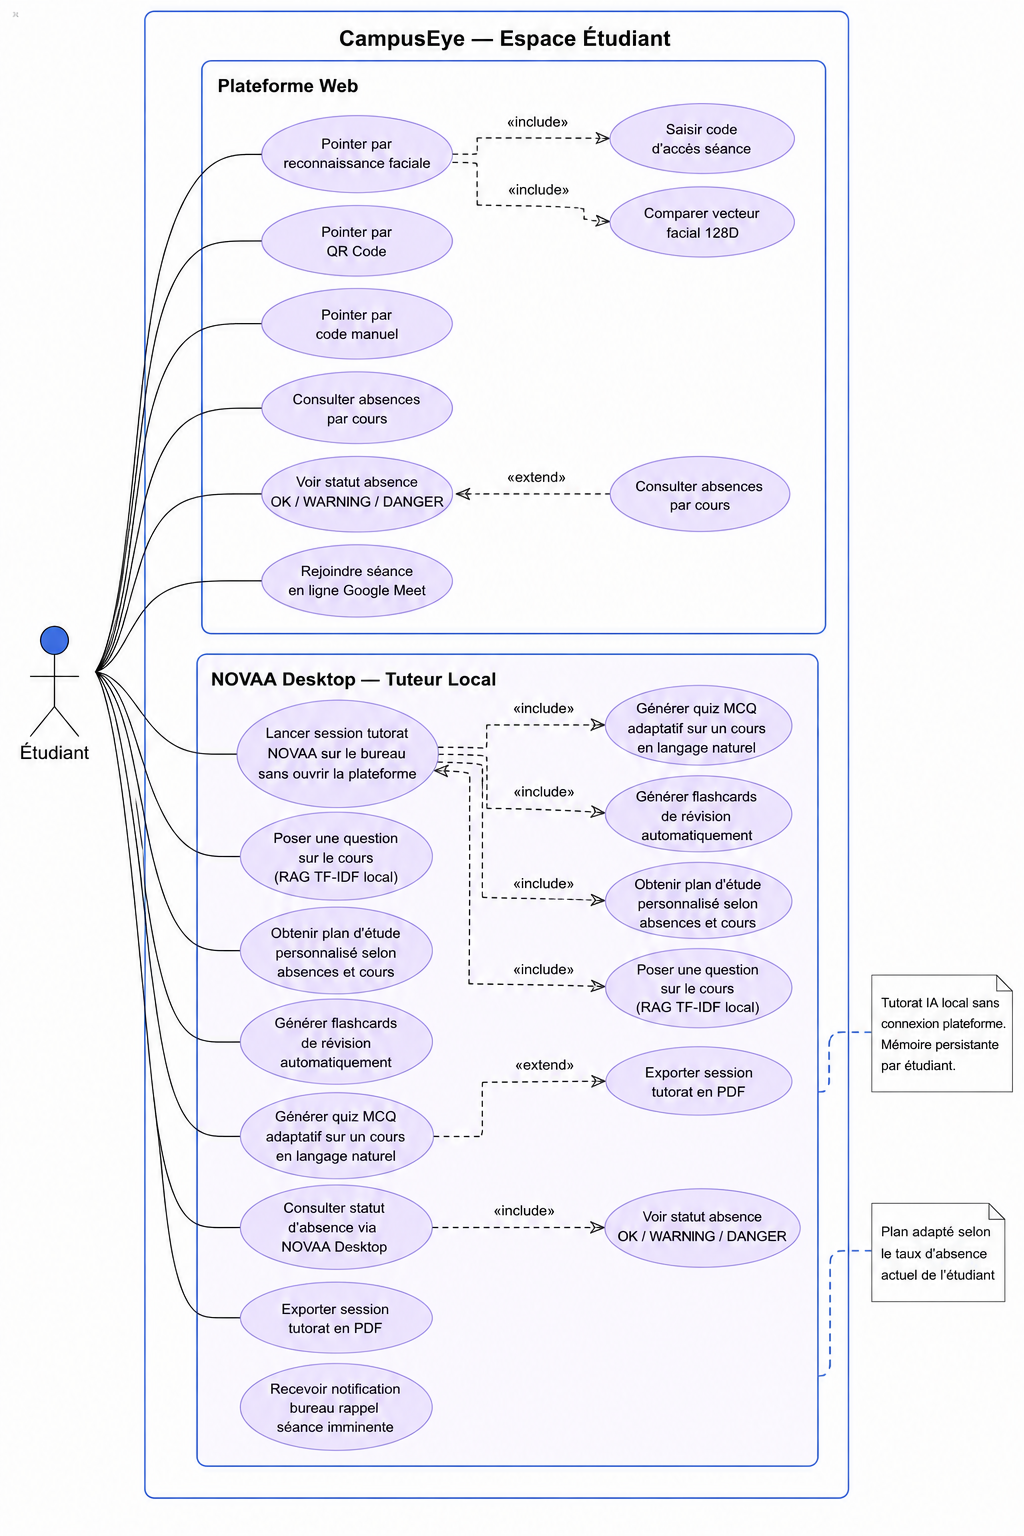 CampusEye — Espace Étudiant
Plateforme Web
Pointer par
reconnaissance faciale
«include»
Saisir code
d'accès séance
«include»
Comparer vecteur
facial 128D
Pointer par
QR Code
Pointer par
code manuel
Consulter absences
par cours
Voir statut absence
OK / WARNING / DANGER
«extend»
Consulter absences
par cours
Rejoindre séance
en ligne Google Meet
Étudiant
NOVAA Desktop — Tuteur Local
Lancer session tutorat
NOVAA sur le bureau
sans ouvrir la plateforme
«include»
Générer quiz MCQ
adaptatif sur un cours
en langage naturel
«include»
Générer flashcards
de révision
automatiquement
Poser une question
sur le cours
(RAG TF-IDF local)
«include»
Obtenir plan d'étude
personnalisé selon
absences et cours
Obtenir plan d'étude
personnalisé selon
absences et cours
«include»
Poser une question
sur le cours
(RAG TF-IDF local)
Générer flashcards
de révision
automatiquement
«extend»
Exporter session
tutorat en PDF
Tutorat IA local sans
connexion plateforme.
Mémoire persistante
par étudiant.
Générer quiz MCQ
adaptatif sur un cours
en langage naturel
Consulter statut
d'absence via
NOVAA Desktop
«include»
Voir statut absence
OK / WARNING / DANGER
Plan adapté selon
le taux d'absence
actuel de l'étudiant
Exporter session
tutorat en PDF
Recevoir notification
bureau rappel
séance imminente